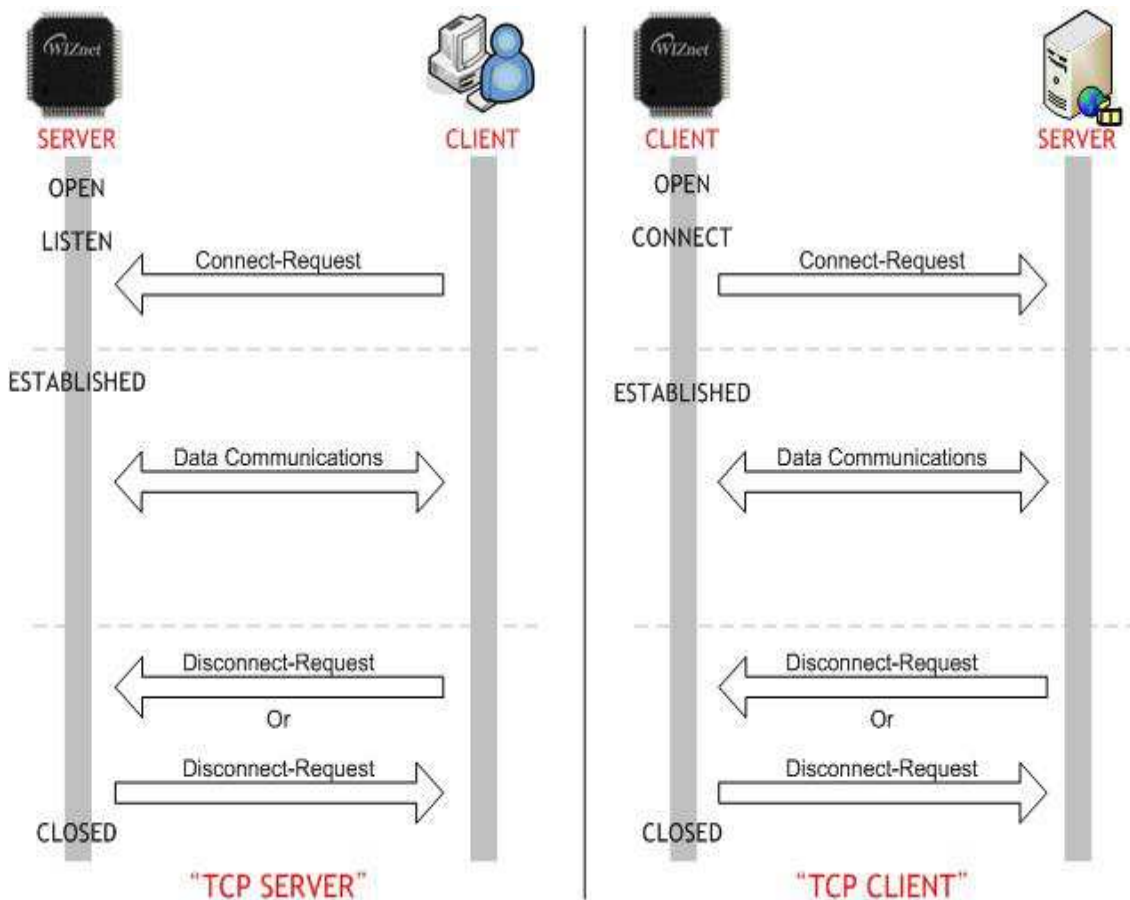 WIZnet
SERVER
CLIENT
OPEN
LISTEN
Connect-Request
ESTABLISHED
Data Communications
Disconnect-Request
Or
Disconnect-Request
CLOSED
"TCP SERVER"
WIZnet
CLIENT
SERVER
OPEN
CONNECT
Connect-Request
ESTABLISHED
Data Communications
Disconnect-Request
Or
Disconnect-Request
CLOSED
"TCP CLIENT"